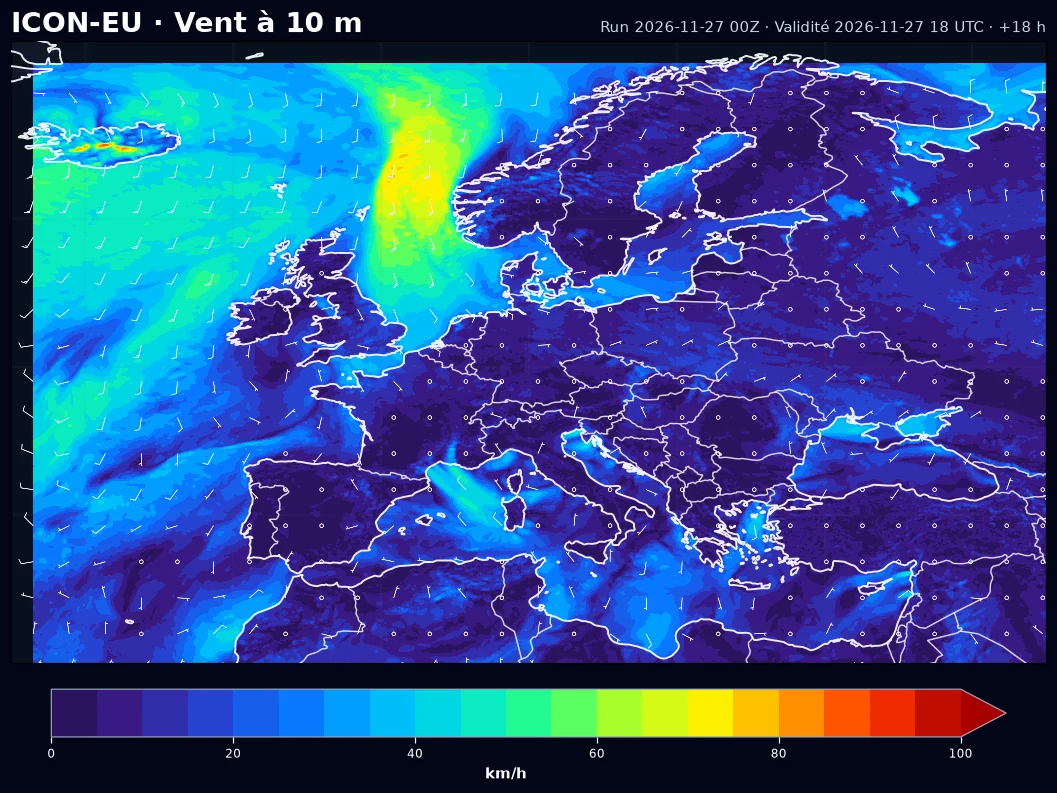 ICON-EU · Vent à 10 m
Run 2026-11-27 00Z · Validité 2026-11-27 18 UTC · +18 h
0 20 40 60 80 100
km/h